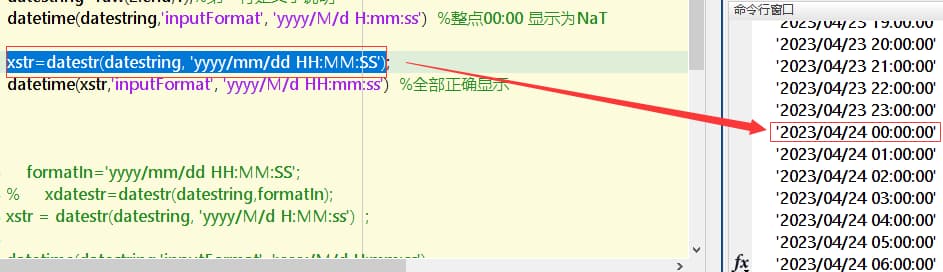 datetime(datestring,'inputFormat', 'yyyy/M/d H:mm:ss') %整点00:00 显示为NaT
xstr=datestr(datestring, 'yyyy/mm/dd HH:MM:SS');
datetime(xstr,'inputFormat', 'yyyy/M/d HH:mm:ss') %全部正确显示
formatIn='yyyy/mm/dd HH:MM:SS';
% xdatestr=datestr(datestring,formatIn);
xstr = datestr(datestring, 'yyyy/M/d H:MM:ss') ;
命令行窗口
'2023/04/23 19:00:00'
'2023/04/23 20:00:00'
'2023/04/23 21:00:00'
'2023/04/23 22:00:00'
'2023/04/23 23:00:00'
'2023/04/24 00:00:00'
'2023/04/24 01:00:00'
'2023/04/24 02:00:00'
'2023/04/24 03:00:00'
'2023/04/24 04:00:00'
'2023/04/24 05:00:00'
'2023/04/24 06:00:00'
fx